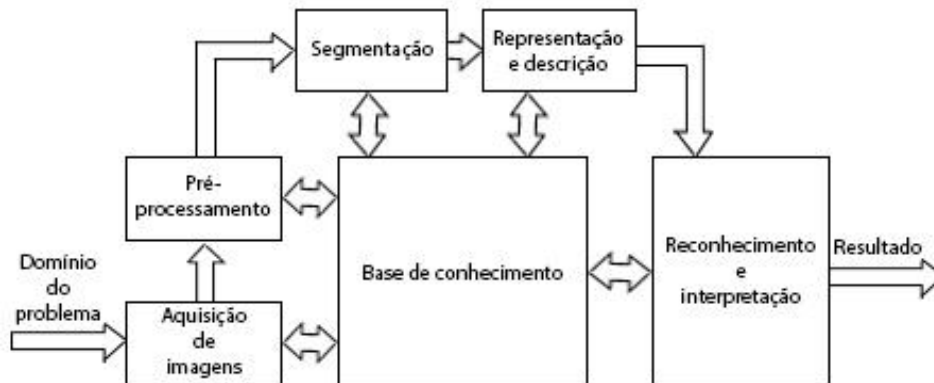 Segmentação
Representação
e descrição
Pré-
processamento
Domínio
do
problema
Aquisição
de
imagens
Base de conhecimento
Reconhecimento
e
interpretação
Resultado